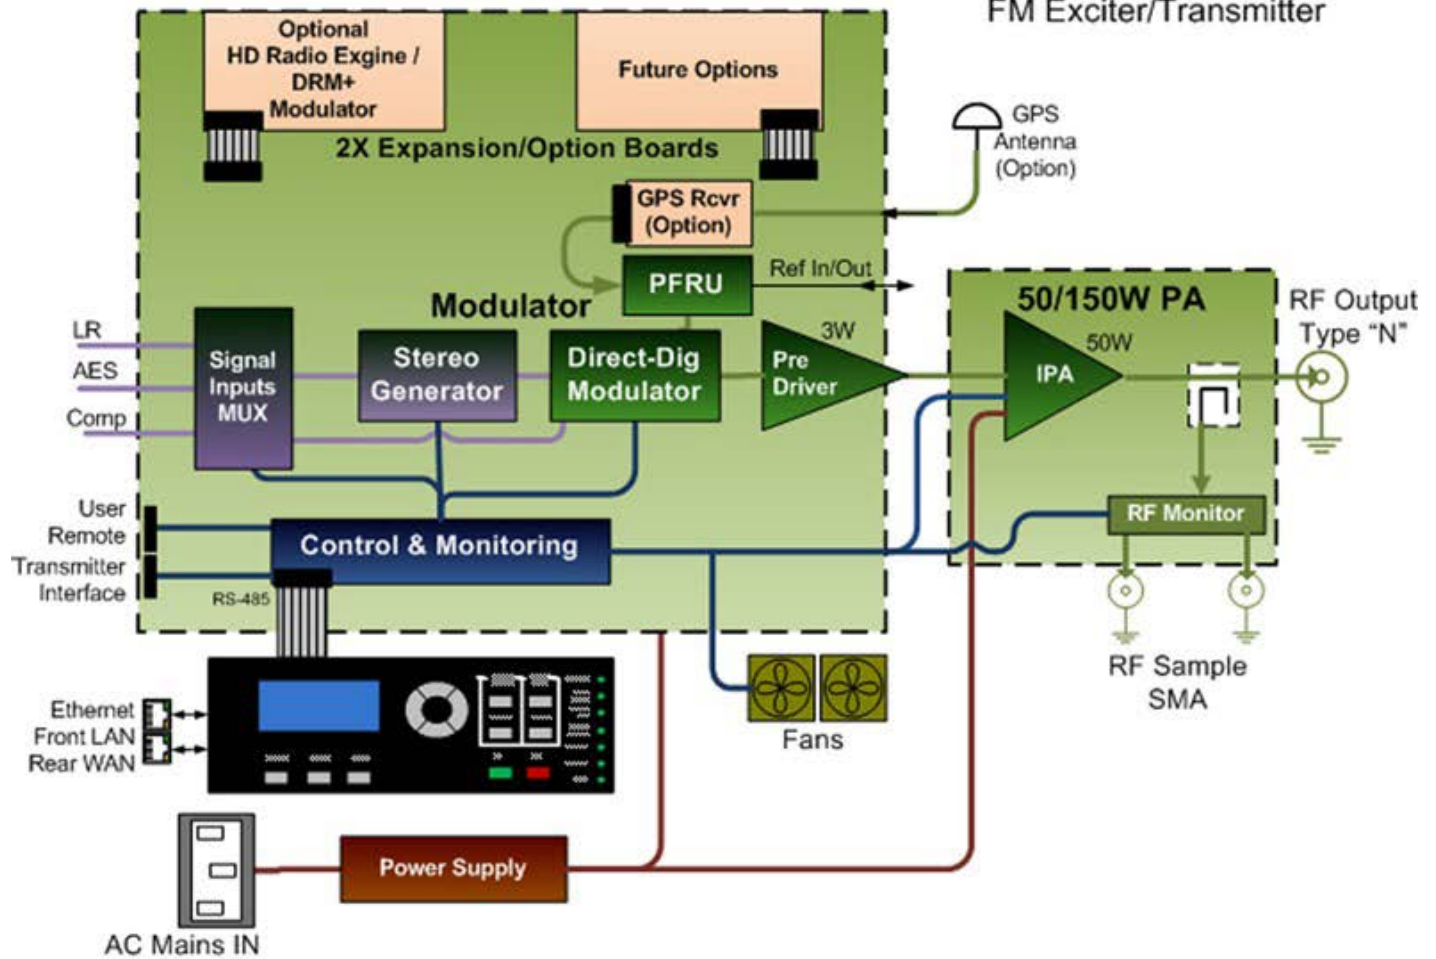 FM Exciter/Transmitter
Optional
HD Radio Exgine /
DRM+
Modulator
Future Options
2X Expansion/Option Boards
GPS
Antenna
(Option)
GPS Rcvr
(Option)
PFRU
Ref In/Out
Modulator
50/150W PA
RF Output
Type “N”
LR
AES
Comp
Signal
Inputs
MUX
Stereo
Generator
Direct-Dig
Modulator
3W
Pre
Driver
50W
IPA
User
Remote
Transmitter
Interface
Control & Monitoring
RS-485
RF Monitor
RF Sample
SMA
Ethernet
Front LAN
Rear WAN
Fans
Power Supply
AC Mains IN